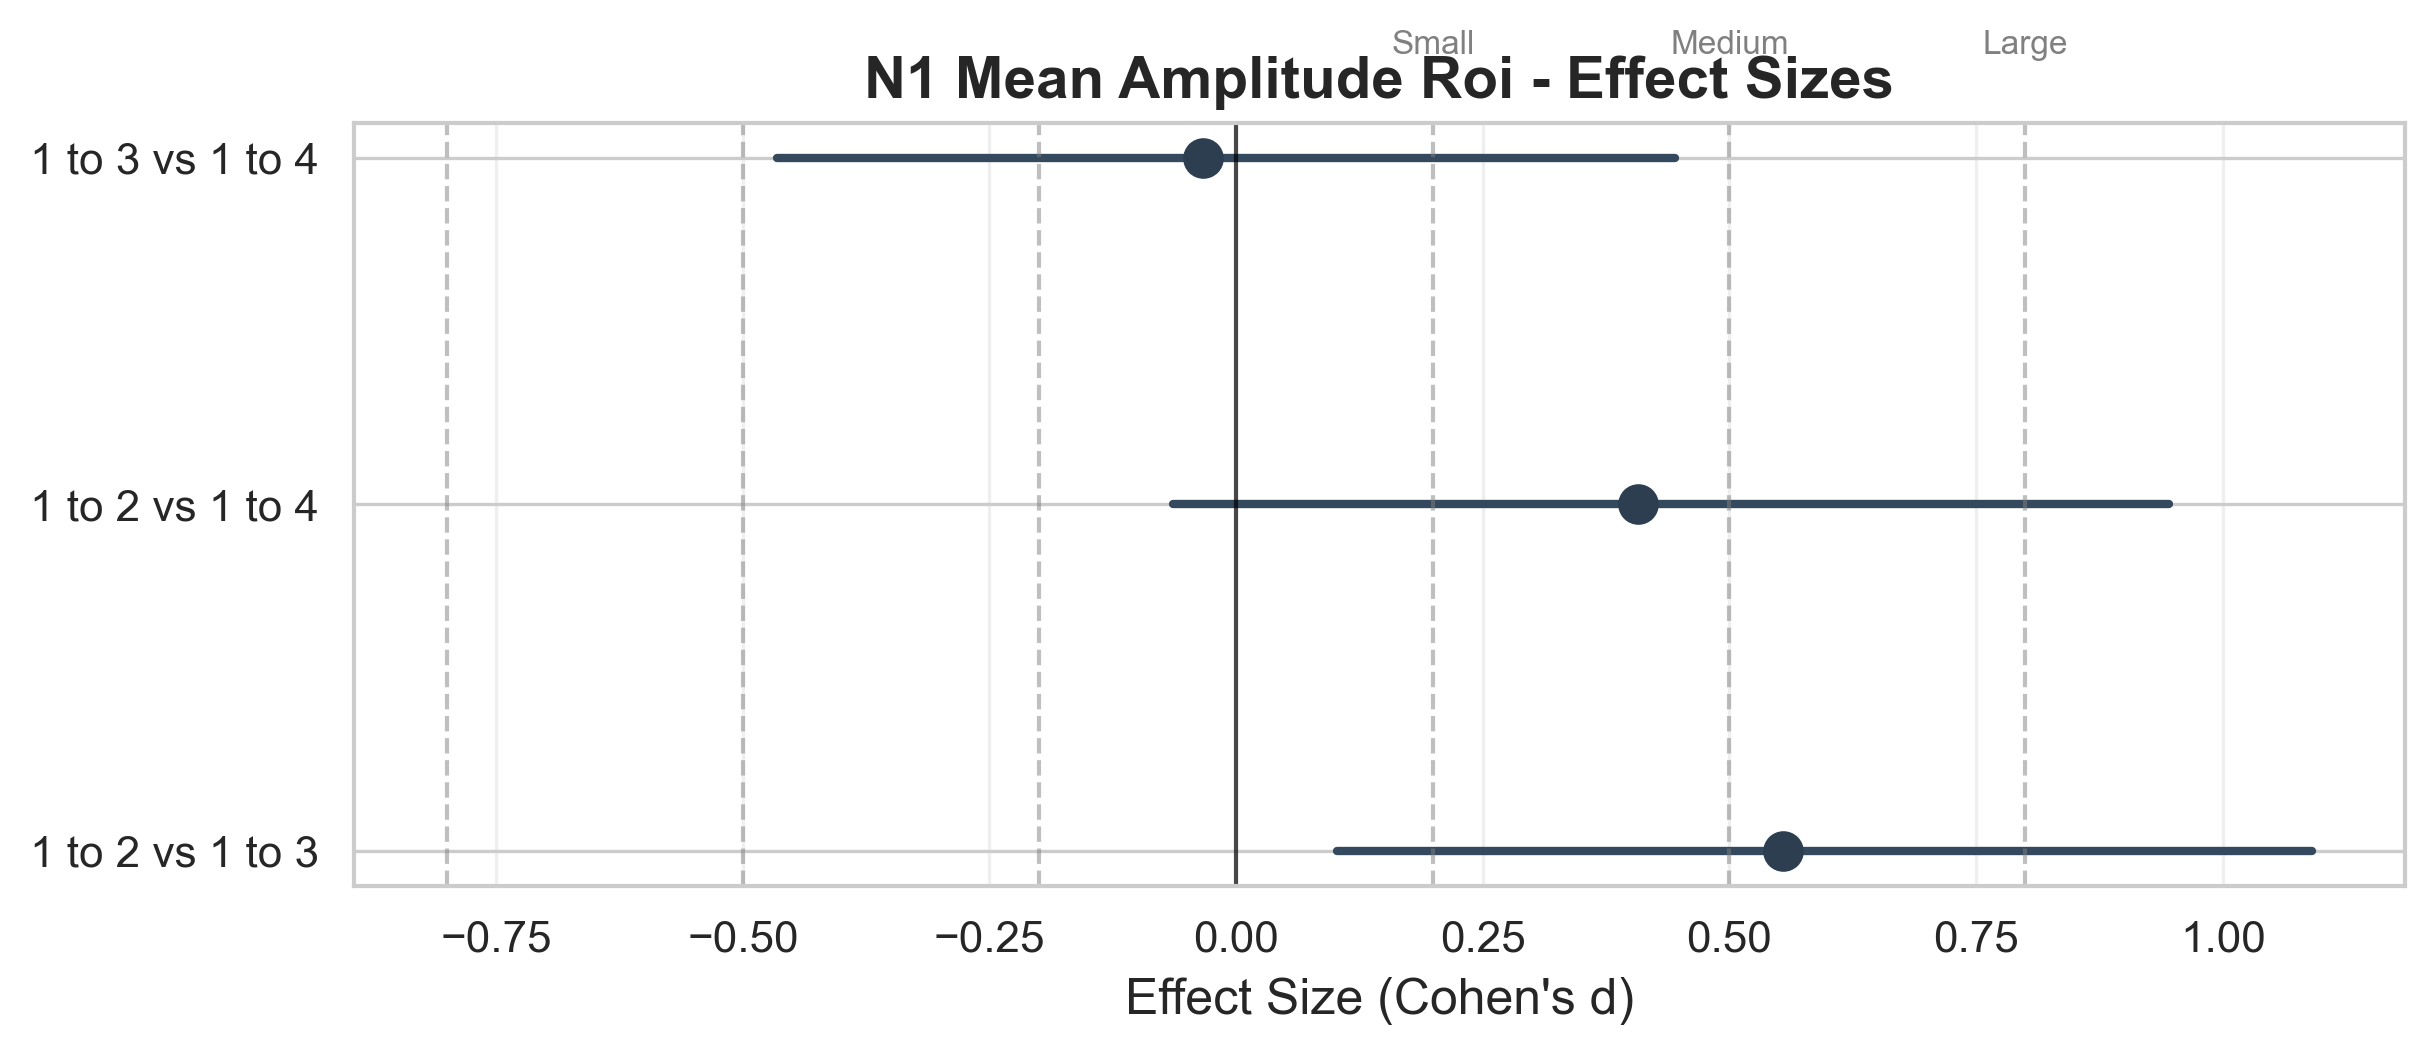 Small Medium Large
N1 Mean Amplitude Roi - Effect Sizes
1 to 3 vs 1 to 4
1 to 2 vs 1 to 4
1 to 2 vs 1 to 3
−0.75 −0.50 −0.25 0.00 0.25 0.50 0.75 1.00
Effect Size (Cohen's d)